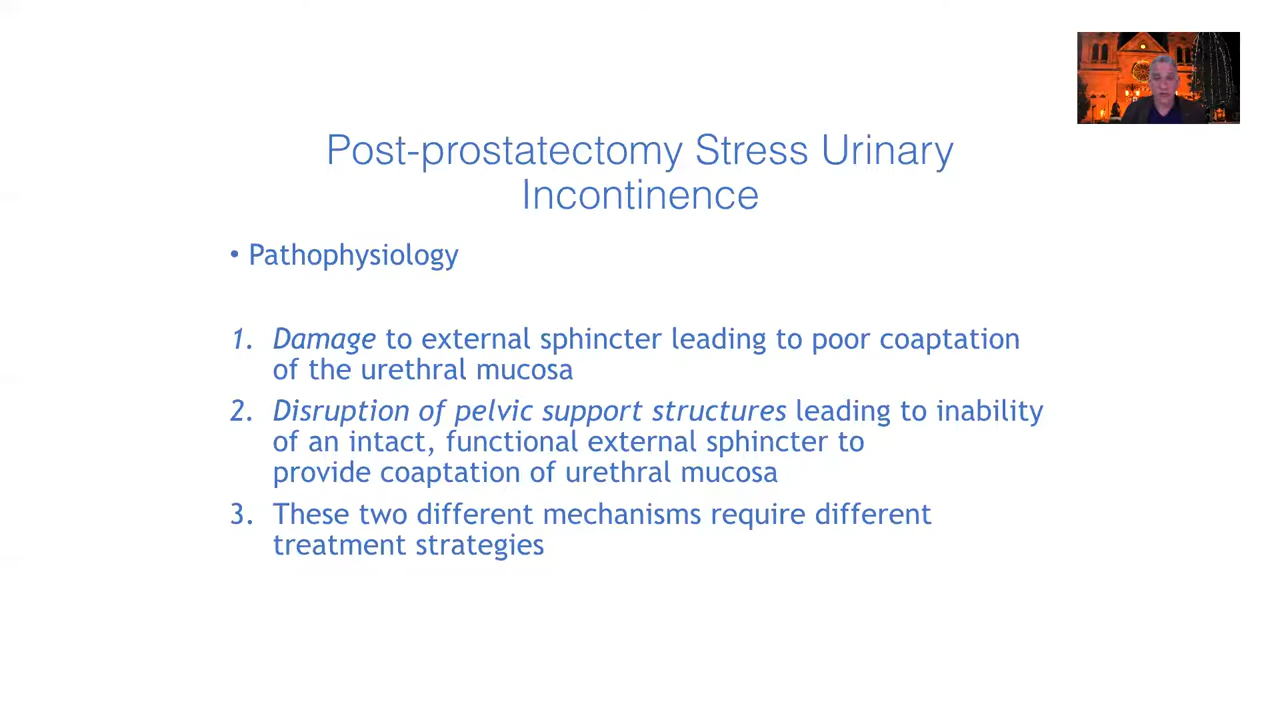 Post-prostatectomy Stress Urinary
Incontinence
• Pathophysiology
1. Damage to external sphincter leading to poor coaptation
of the urethral mucosa
2. Disruption of pelvic support structures leading to inability
of an intact, functional external sphincter to
provide coaptation of urethral mucosa
3. These two different mechanisms require different
treatment strategies